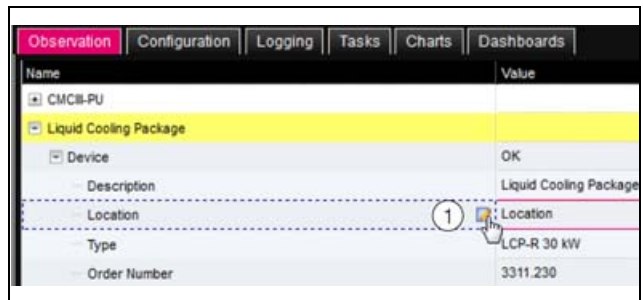 Observation Configuration Logging Tasks Charts Dashboards
Name Value
CMCIII-PU
Liquid Cooling Package
Device OK
Description Liquid Cooling Package
Location 1 Location
Type LCP-R 30 kW
Order Number 3311.230